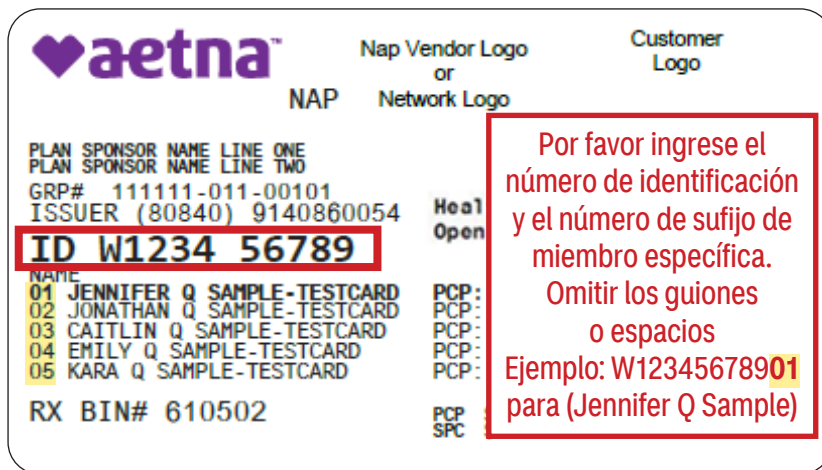 aetna™
Nap Vendor Logo
or
Network Logo
Customer
Logo
NAP
PLAN SPONSOR NAME LINE ONE
PLAN SPONSOR NAME LINE TWO
GRP# 111111-011-00101
ISSUER (80840) 9140860054
ID W1234 56789
NAME
01 JENNIFER Q SAMPLE-TESTCARD PCP:
02 JONATHAN Q SAMPLE-TESTCARD PCP:
03 CAITLIN Q SAMPLE-TESTCARD PCP:
04 EMILY Q SAMPLE-TESTCARD PCP:
05 KARA Q SAMPLE-TESTCARD PCP:
RX BIN# 610502
PCP
SPC
Heal
Open
Por favor ingrese el
número de identificación
y el número de sufijo de
miembro específica.
Omitir los guiones
o espacios
Ejemplo: W12345678901
para (Jennifer Q Sample)